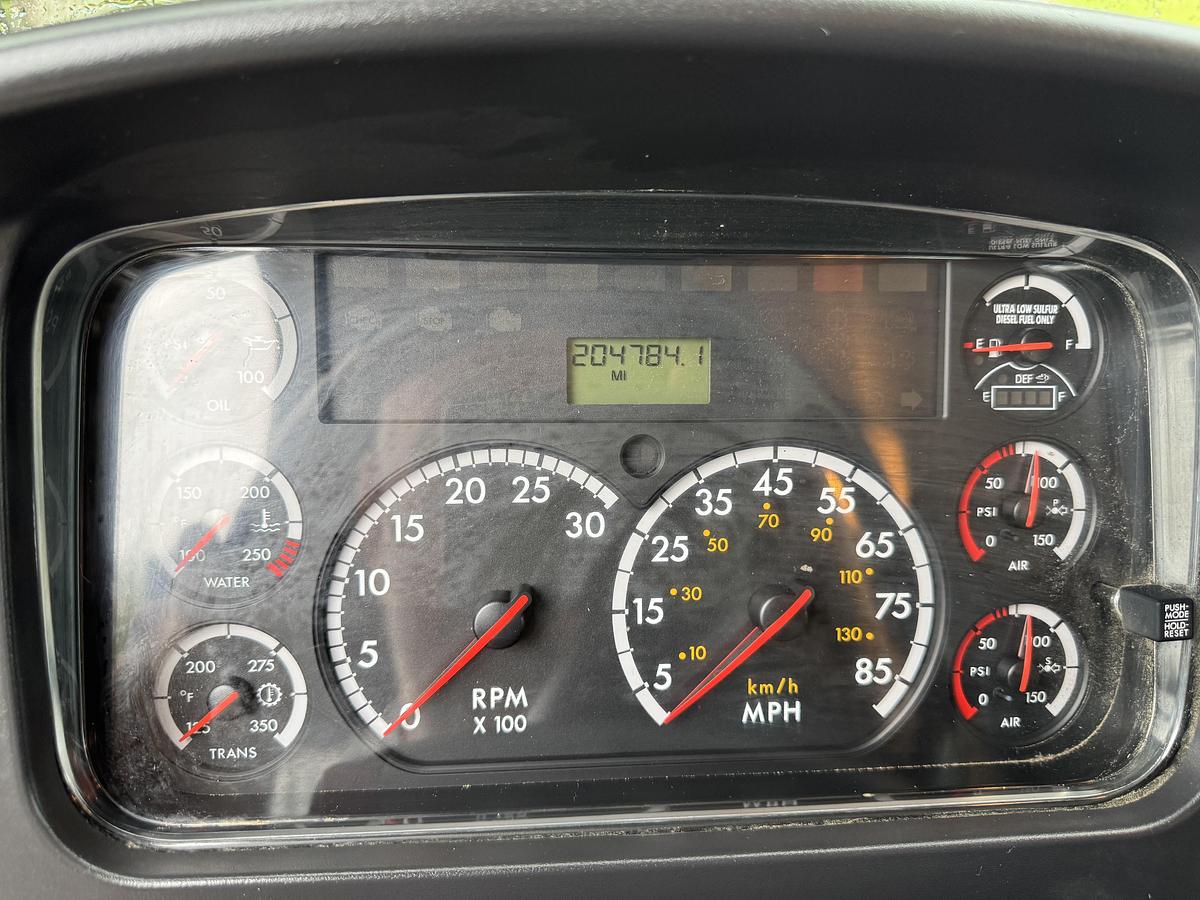 50
PSI
100
OIL
204784.1
MI
ULTRA LOW SULFUR
DIESEL FUEL ONLY
E F
DEF
E F
150 200
°F
100 250
WATER
200 275
°F
125 350
TRANS
0 5 10 15 20 25 30
RPM
X 100
5 15 25 35 45 55 65 75 85
10 30 50 70 90 110 130
km/h
MPH
50 100
PSI P
0 150
AIR
50 100
PSI S
0 150
AIR
PUSH-
MODE
HOLD-
RESET